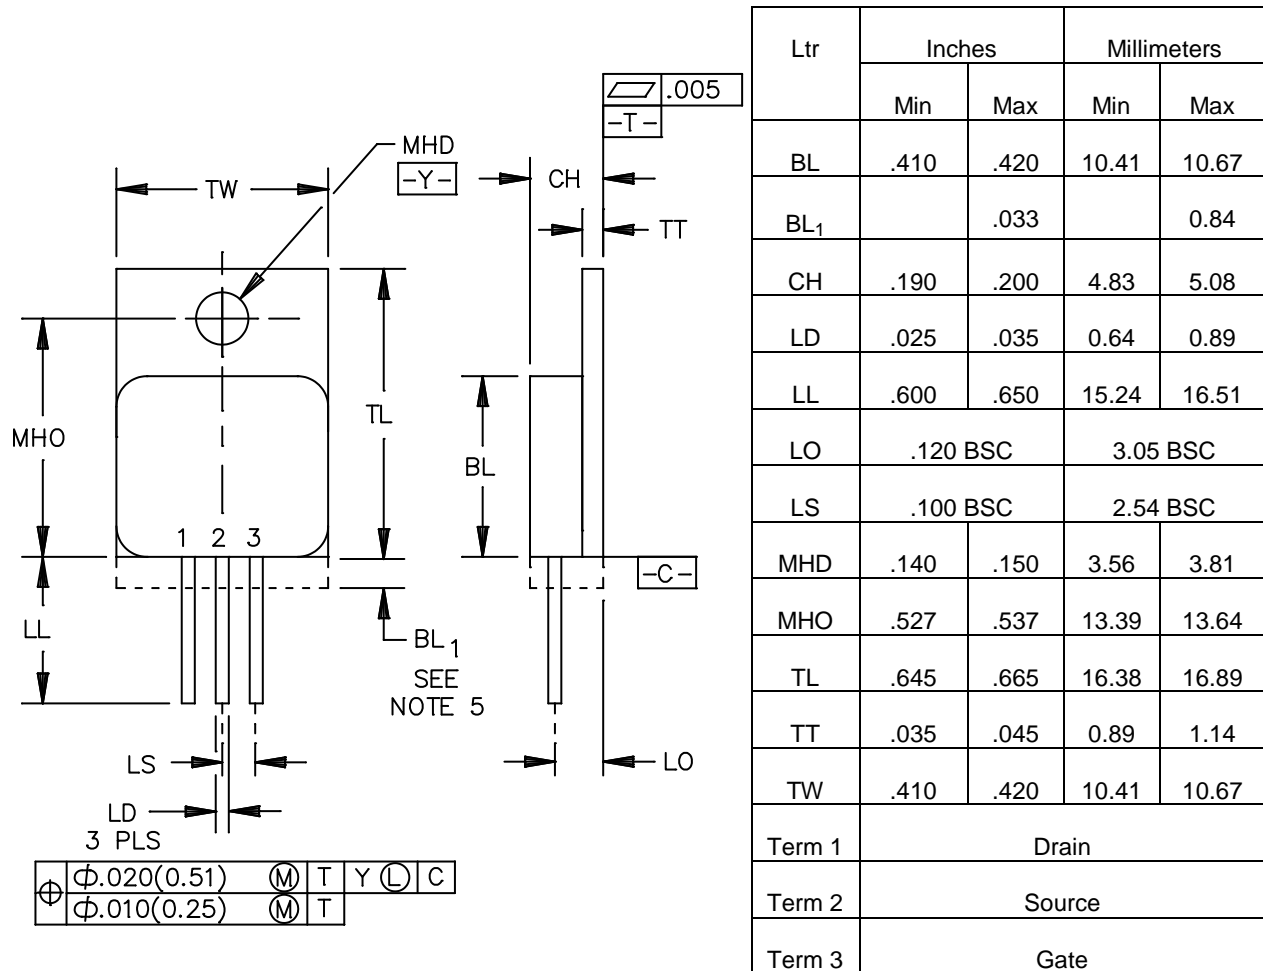 .005
-T-
MHD
-Y-
TW
CH
TT
MHO
TL
BL
1 2 3
-C-
LL
BL1
SEE
NOTE 5
LS
LO
LD
3 PLS
⌀.020(0.51) Ⓜ T Y Ⓛ C
⌀.010(0.25) Ⓜ T
Ltr Inches Millimeters
Min Max Min Max
BL .410 .420 10.41 10.67
BL1 .033 0.84
CH .190 .200 4.83 5.08
LD .025 .035 0.64 0.89
LL .600 .650 15.24 16.51
LO .120 BSC 3.05 BSC
LS .100 BSC 2.54 BSC
MHD .140 .150 3.56 3.81
MHO .527 .537 13.39 13.64
TL .645 .665 16.38 16.89
TT .035 .045 0.89 1.14
TW .410 .420 10.41 10.67
Term 1 Drain
Term 2 Source
Term 3 Gate